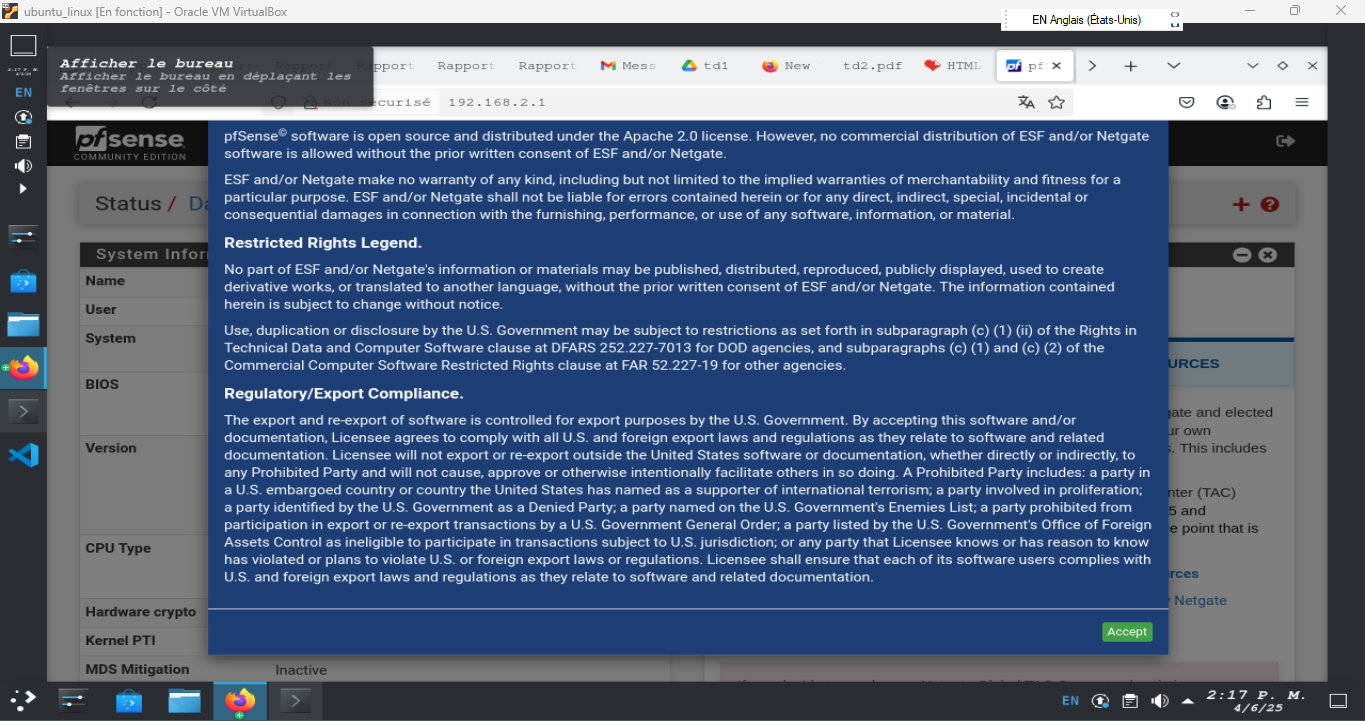 ubuntu_linux [En fonction] - Oracle VM VirtualBox
EN Anglais (États-Unis)
Afficher le bureau
Afficher le bureau en déplaçant les
fenêtres sur le côté
Rapport
Rapport
Rapport
Mess
td1
New
td2.pdf
HTML
pf
EN
Non sécurisé
192.168.2.1
pfsense
COMMUNITY EDITION
pfSense© software is open source and distributed under the Apache 2.0 license. However, no commercial distribution of ESF and/or Netgate
software is allowed without the prior written consent of ESF and/or Netgate.
ESF and/or Netgate make no warranty of any kind, including but not limited to the implied warranties of merchantability and fitness for a
particular purpose. ESF and/or Netgate shall not be liable for errors contained herein or for any direct, indirect, special, incidental or
consequential damages in connection with the furnishing, performance, or use of any software, information, or material.
Restricted Rights Legend.
No part of ESF and/or Netgate's information or materials may be published, distributed, reproduced, publicly displayed, used to create
derivative works, or translated to another language, without the prior written consent of ESF and/or Netgate. The information contained
herein is subject to change without notice.
Use, duplication or disclosure by the U.S. Government may be subject to restrictions as set forth in subparagraph (c) (1) (ii) of the Rights in
Technical Data and Computer Software clause at DFARS 252.227-7013 for DOD agencies, and subparagraphs (c) (1) and (c) (2) of the
Commercial Computer Software Restricted Rights clause at FAR 52.227-19 for other agencies.
Regulatory/Export Compliance.
The export and re-export of software is controlled for export purposes by the U.S. Government. By accepting this software and/or
documentation, Licensee agrees to comply with all U.S. and foreign export laws and regulations as they relate to software and related
documentation. Licensee will not export or re-export outside the United States software or documentation, whether directly or indirectly, to
any Prohibited Party and will not cause, approve or otherwise intentionally facilitate others in so doing. A Prohibited Party includes: a party in
a U.S. embargoed country or country the United States has named as a supporter of international terrorism; a party involved in proliferation;
a party identified by the U.S. Government as a Denied Party; a party named on the U.S. Government's Enemies List; a party prohibited from
participation in export or re-export transactions by a U.S. Government General Order; a party listed by the U.S. Government's Office of Foreign
Assets Control as ineligible to participate in transactions subject to U.S. jurisdiction; or any party that Licensee knows or has reason to know
has violated or plans to violate U.S. or foreign export laws or regulations. Licensee shall ensure that each of its software users complies with
U.S. and foreign export laws and regulations as they relate to software and related documentation.
Accept
Status / Da
System Infor
Name
User
System
BIOS
Version
CPU Type
Hardware crypto
Kernel PTI
MDS Mitigation
Inactive
URCES
gate and elected
ur own
s. This includes
nter (TAC)
5 and
e point that is
rces
Netgate
EN
2:17 P. M.
4/6/25